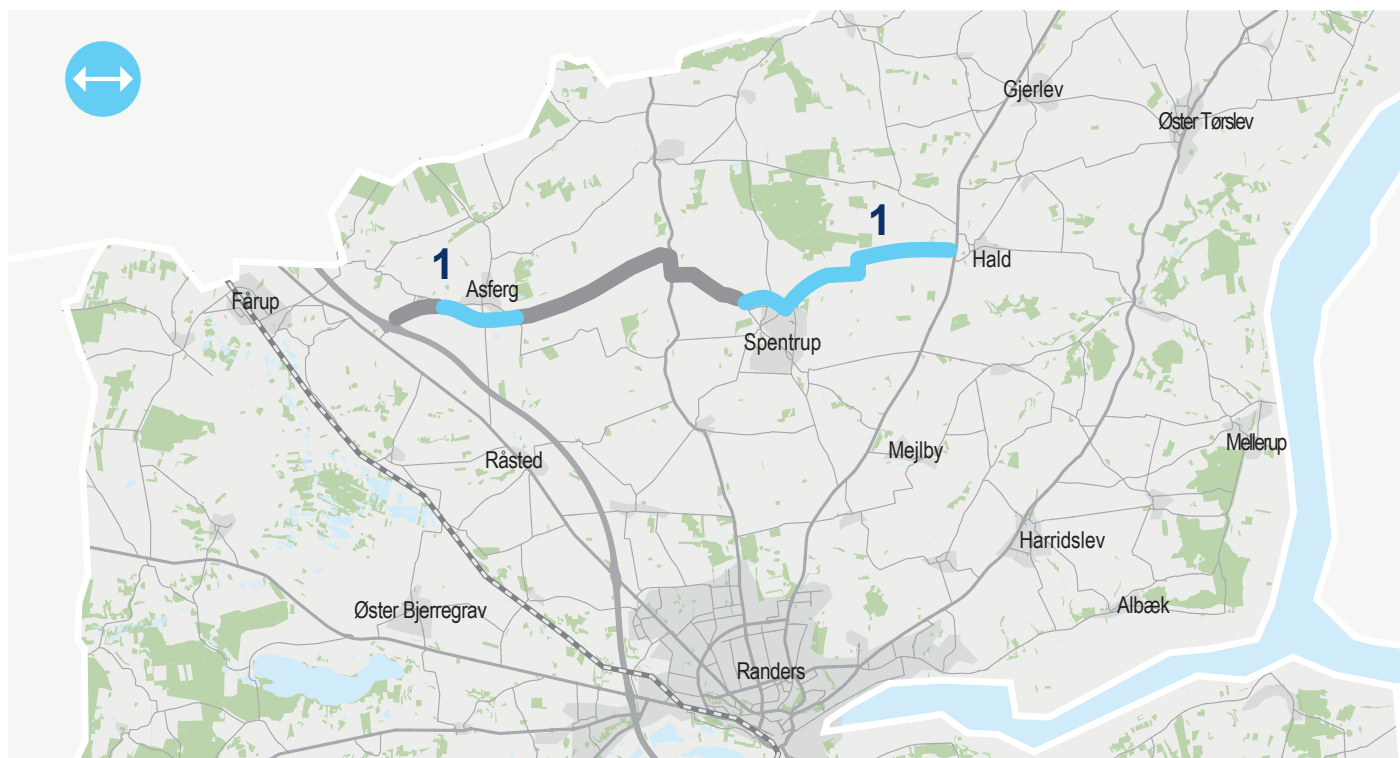 Gjerlev
Øster Tørslev
1
1
Hald
Asferg
Fårup
Spentrup
Mellerup
Mejlby
Råsted
Harridslev
Albæk
Øster Bjerregrav
Randers